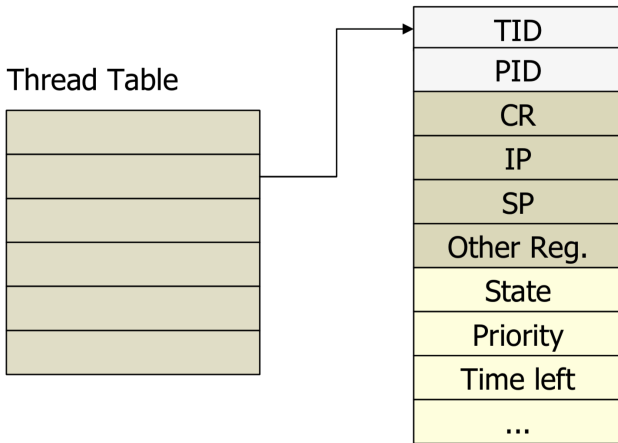 Thread Table
TID
PID
CR
IP
SP
Other Reg.
State
Priority
Time left
...